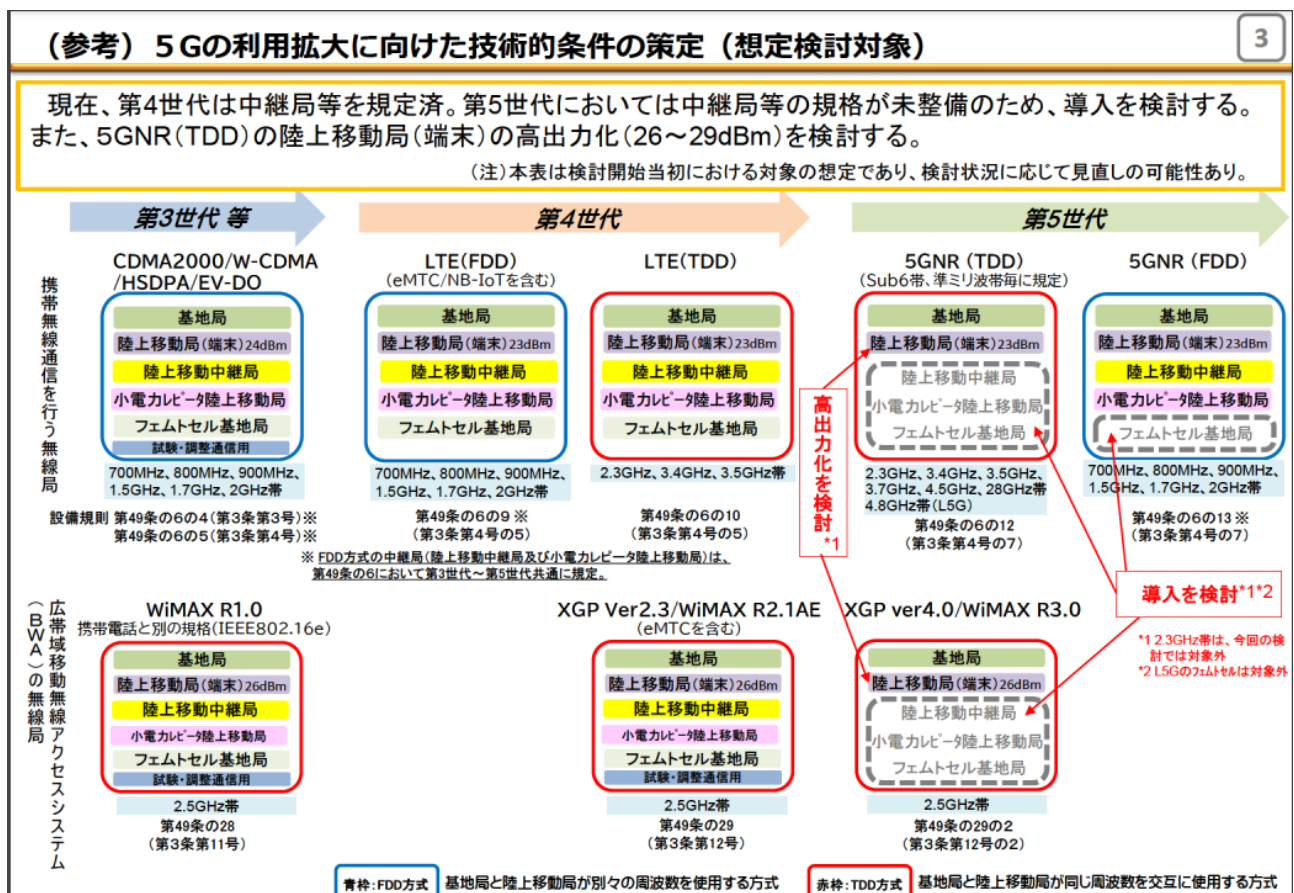 （参考）５Gの利用拡大に向けた技術的条件の策定（想定検討対象）
3
現在、第4世代は中継局等を規定済。第5世代においては中継局等の規格が未整備のため、導入を検討する。
また、5GNR(TDD)の陸上移動局(端末)の高出力化(26～29dBm)を検討する。
(注)本表は検討開始当初における対象の想定であり、検討状況に応じて見直しの可能性あり。
第3世代 等
第4世代
第5世代
携帯無線通信を行う無線局
CDMA2000/W-CDMA
/HSDPA/EV-DO
基地局
陸上移動局(端末)24dBm
陸上移動中継局
小電力レピータ陸上移動局
フェムトセル基地局
試験・調整通信用
700MHz、800MHz、900MHz、
1.5GHz、1.7GHz、2GHz帯
設備規則 第49条の6の4(第3条第3号)※
第49条の6の5(第3条第4号)※
LTE(FDD)
(eMTC/NB-IoTを含む)
基地局
陸上移動局(端末)23dBm
陸上移動中継局
小電力レピータ陸上移動局
フェムトセル基地局
700MHz、800MHz、900MHz、
1.5GHz、1.7GHz、2GHz帯
第49条の6の9 ※
(第3条第4号の5)
LTE(TDD)
基地局
陸上移動局(端末)23dBm
陸上移動中継局
小電力レピータ陸上移動局
フェムトセル基地局
2.3GHz、3.4GHz、3.5GHz帯
第49条の6の10
(第3条第4号の5)
※ FDD方式の中継局(陸上移動中継局及び小電力レピータ陸上移動局)は、
第49条の6において第3世代～第5世代共通に規定。
高出力化を検討
*1
5GNR (TDD)
(Sub6帯、準ミリ波帯毎に規定)
基地局
陸上移動局(端末)23dBm
陸上移動中継局
小電力レピータ陸上移動局
フェムトセル基地局
2.3GHz、3.4GHz、3.5GHz、
3.7GHz、4.5GHz、28GHz帯
4.8GHz帯(L5G)
第49条の6の12
(第3条第4号の7)
5GNR (FDD)
基地局
陸上移動局(端末)23dBm
陸上移動中継局
小電力レピータ陸上移動局
フェムトセル基地局
700MHz、800MHz、900MHz、
1.5GHz、1.7GHz、2GHz帯
第49条の6の13 ※
(第3条第4号の7)
導入を検討*1*2
*1 2.3GHz帯は、今回の検
討では対象外
*2 L5Gのフェムトセルは対象外
広帯域移動無線アクセスシステム
(BWA)の無線局
WiMAX R1.0
携帯電話と別の規格(IEEE802.16e)
基地局
陸上移動局(端末)26dBm
陸上移動中継局
小電力レピータ陸上移動局
フェムトセル基地局
試験・調整通信用
2.5GHz帯
第49条の28
(第3条第11号)
XGP Ver2.3/WiMAX R2.1AE
(eMTCを含む)
基地局
陸上移動局(端末)26dBm
陸上移動中継局
小電力レピータ陸上移動局
フェムトセル基地局
試験・調整通信用
2.5GHz帯
第49条の29
(第3条第12号)
XGP ver4.0/WiMAX R3.0
基地局
陸上移動局(端末)26dBm
陸上移動中継局
小電力レピータ陸上移動局
フェムトセル基地局
2.5GHz帯
第49条の29の2
(第3条第12号の2)
青枠:FDD方式
基地局と陸上移動局が別々の周波数を使用する方式
赤枠:TDD方式
基地局と陸上移動局が同じ周波数を交互に使用する方式